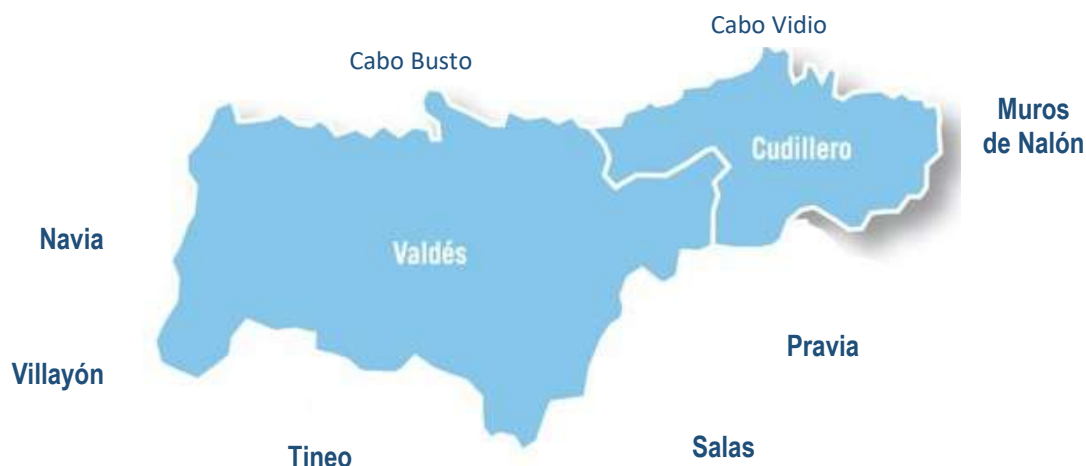 Cabo Vidio
Cabo Busto
Muros
de Nalón
Cudillero
Navia
Valdés
Pravia
Villayón
Salas
Tineo